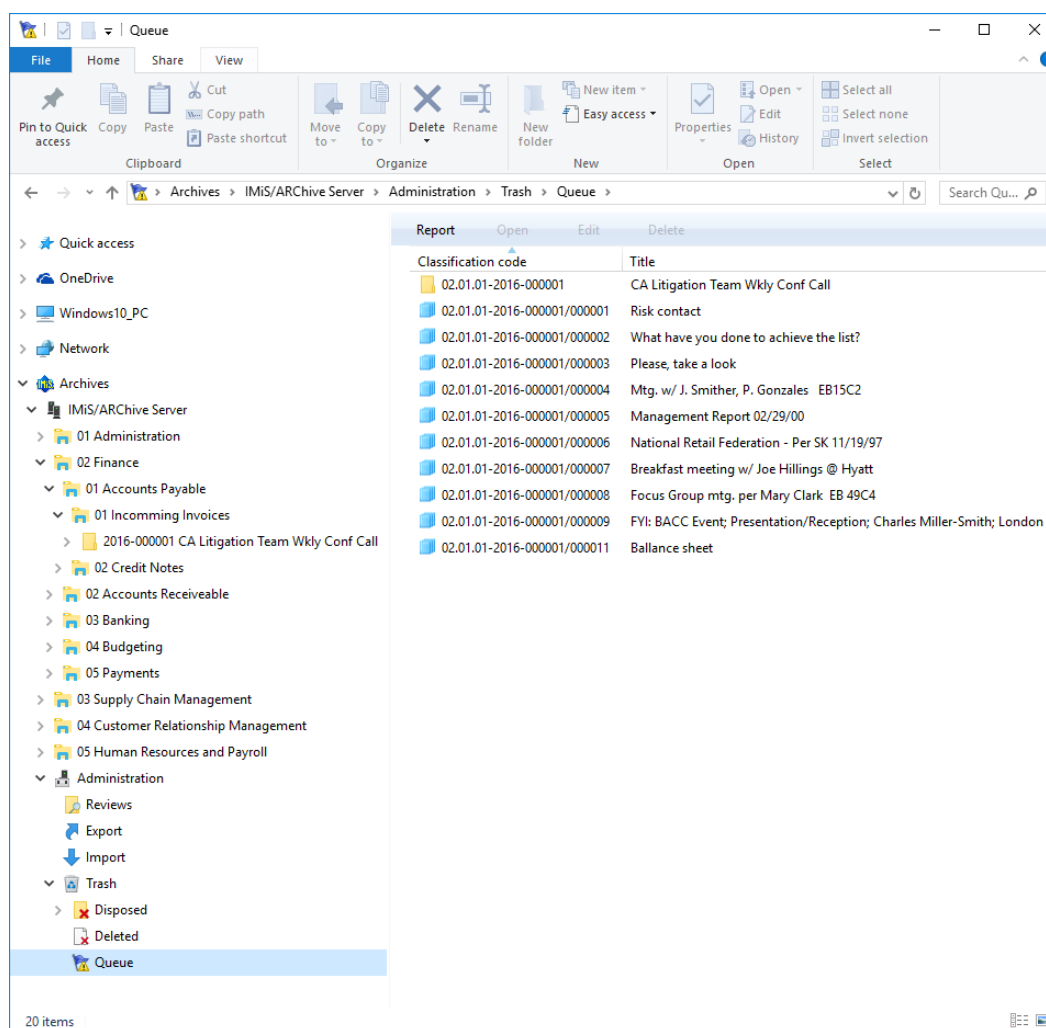 Queue
File Home Share View
Pin to Quick access
Copy
Paste
Cut
Copy path
Paste shortcut
Clipboard
Move to
Copy to
Delete
Rename
Organize
New folder
New item
Easy access
New
Properties
Open
Edit
History
Open
Select all
Select none
Invert selection
Select
Archives > IMiS/ARChive Server > Administration > Trash > Queue >
Search Qu...
Quick access
OneDrive
Windows10_PC
Network
Archives
IMiS/ARChive Server
01 Administration
02 Finance
01 Accounts Payable
01 Incomming Invoices
2016-000001 CA Litigation Team Wkly Conf Call
02 Credit Notes
02 Accounts Receiveable
03 Banking
04 Budgeting
05 Payments
03 Supply Chain Management
04 Customer Relationship Management
05 Human Resources and Payroll
Administration
Reviews
Export
Import
Trash
Disposed
Deleted
Queue
Report Open Edit Delete
Classification code Title
02.01.01-2016-000001 CA Litigation Team Wkly Conf Call
02.01.01-2016-000001/000001 Risk contact
02.01.01-2016-000001/000002 What have you done to achieve the list?
02.01.01-2016-000001/000003 Please, take a look
02.01.01-2016-000001/000004 Mtg. w/ J. Smither, P. Gonzales EB15C2
02.01.01-2016-000001/000005 Management Report 02/29/00
02.01.01-2016-000001/000006 National Retail Federation - Per SK 11/19/97
02.01.01-2016-000001/000007 Breakfast meeting w/ Joe Hillings @ Hyatt
02.01.01-2016-000001/000008 Focus Group mtg. per Mary Clark EB 49C4
02.01.01-2016-000001/000009 FYI: BACC Event; Presentation/Reception; Charles Miller-Smith; London
02.01.01-2016-000001/000011 Ballance sheet
20 items